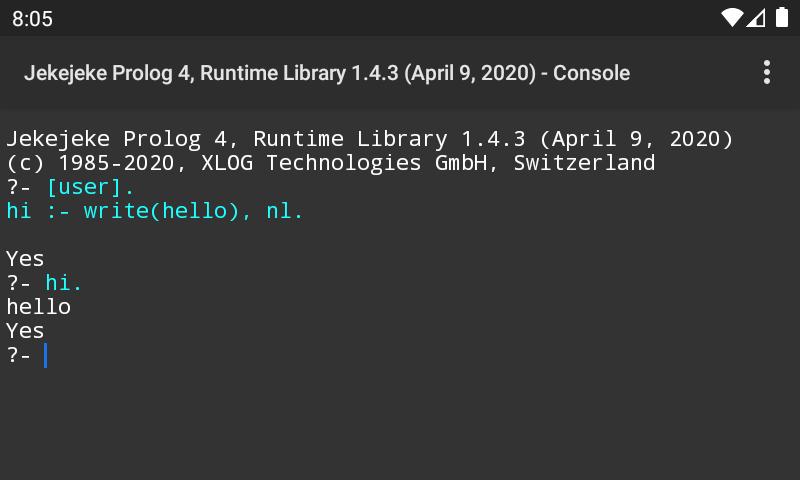 8:05
Jekejeke Prolog 4, Runtime Library 1.4.3 (April 9, 2020) - Console
Jekejeke Prolog 4, Runtime Library 1.4.3 (April 9, 2020)
(c) 1985-2020, XLOG Technologies GmbH, Switzerland
?- [user].
hi :- write(hello), nl.
Yes
?- hi.
hello
Yes
?-